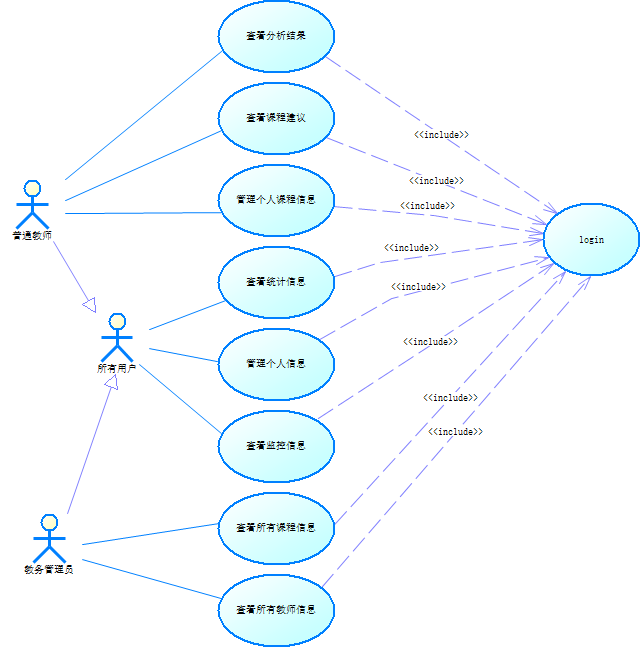 查看分析结果
查看课程建议
<<include>>
<<include>>
管理个人课程信息
<<include>>
普通教师
login
<<include>>
查看统计信息
<<include>>
<<include>>
管理个人信息
所有用户
<<include>>
<<include>>
查看监控信息
查看所有课程信息
教务管理员
查看所有教师信息